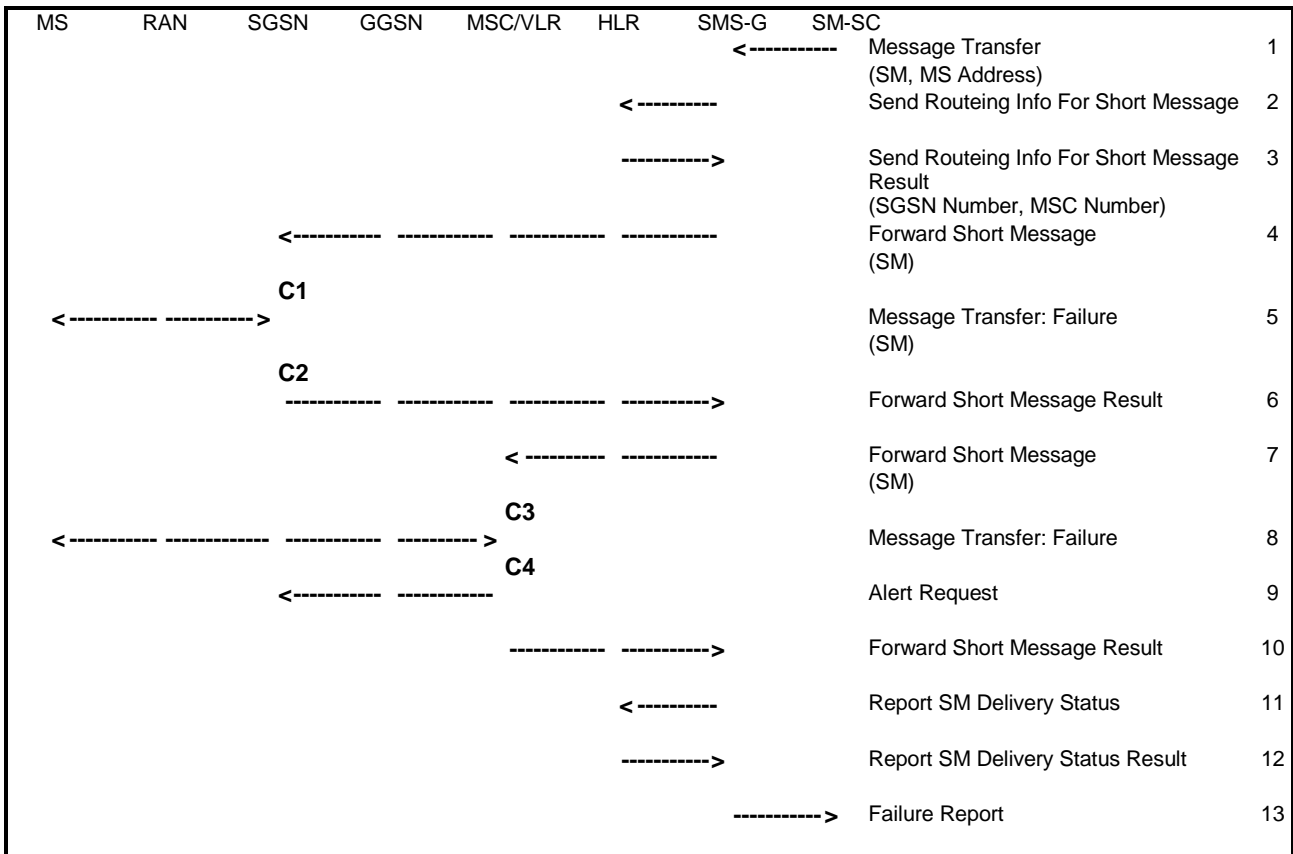 MS RAN SGSN GGSN MSC/VLR HLR SMS-G SM-SC
Message Transfer 1
(SM, MS Address)
Send Routeing Info For Short Message 2
Send Routeing Info For Short Message 3
Result
(SGSN Number, MSC Number)
Forward Short Message 4
(SM)
C1
Message Transfer: Failure 5
(SM)
C2
Forward Short Message Result 6
Forward Short Message 7
(SM)
C3
Message Transfer: Failure 8
C4
Alert Request 9
Forward Short Message Result 10
Report SM Delivery Status 11
Report SM Delivery Status Result 12
Failure Report 13